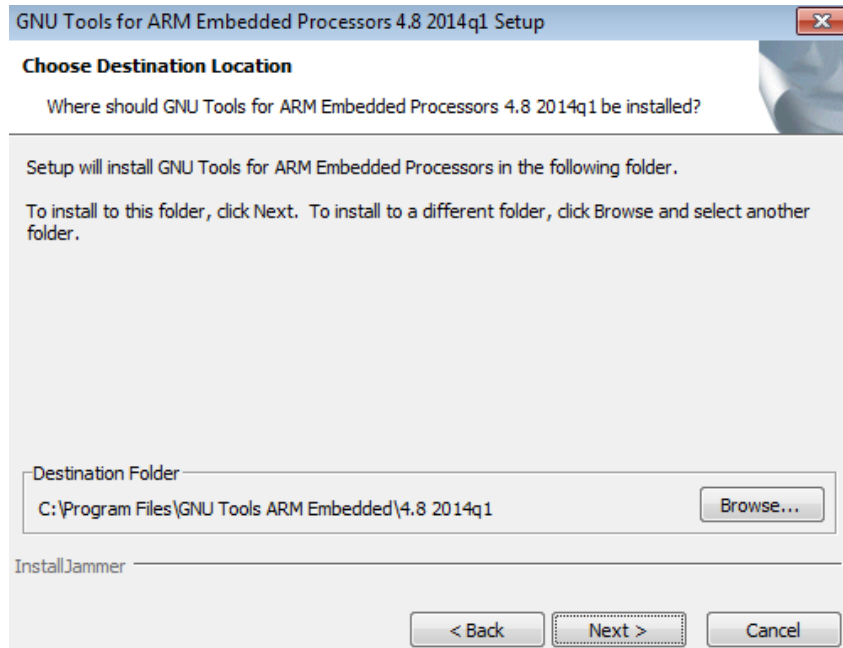 GNU Tools for ARM Embedded Processors 4.8 2014q1 Setup
Choose Destination Location
Where should GNU Tools for ARM Embedded Processors 4.8 2014q1 be installed?
Setup will install GNU Tools for ARM Embedded Processors in the following folder.
To install to this folder, click Next. To install to a different folder, click Browse and select another
folder.
Destination Folder
C:\Program Files\GNU Tools ARM Embedded\4.8 2014q1
Browse...
InstallJammer
< Back
Next >
Cancel